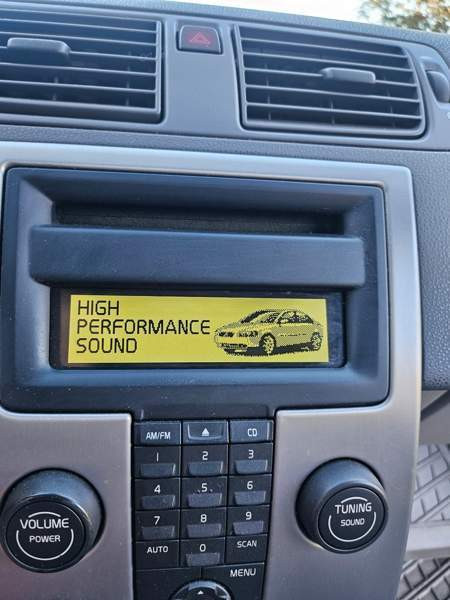 HIGH
PERFORMANCE
SOUND
AM/FM CD
1 2 3
4 5 6
7 8 9
AUTO 0 SCAN
MENU
VOLUME
POWER
TUNING
SOUND